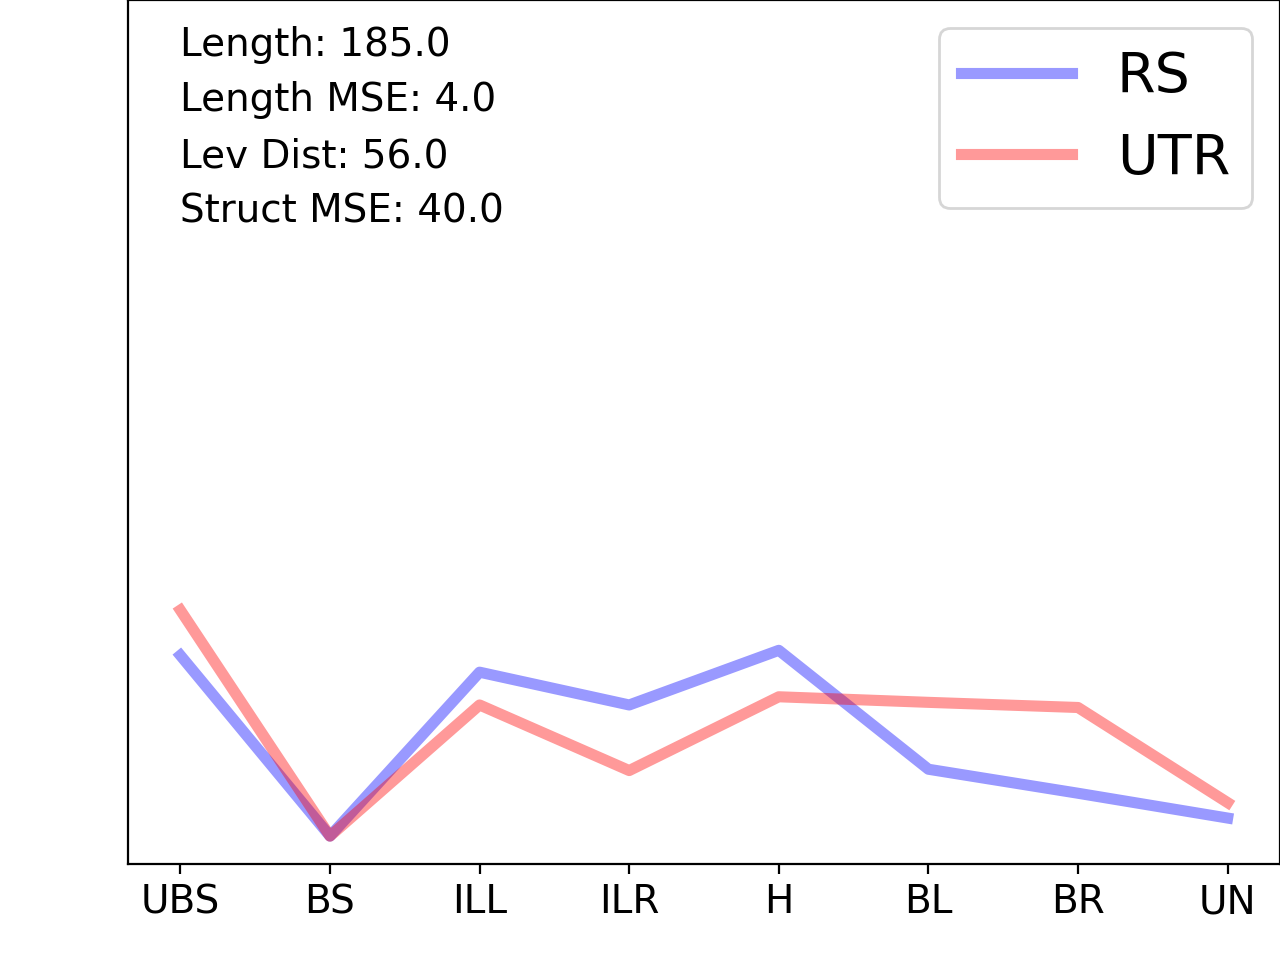 Length: 185.0
Length MSE: 4.0
Lev Dist: 56.0
Struct MSE: 40.0
RS
UTR
UBS BS ILL ILR H BL BR UN